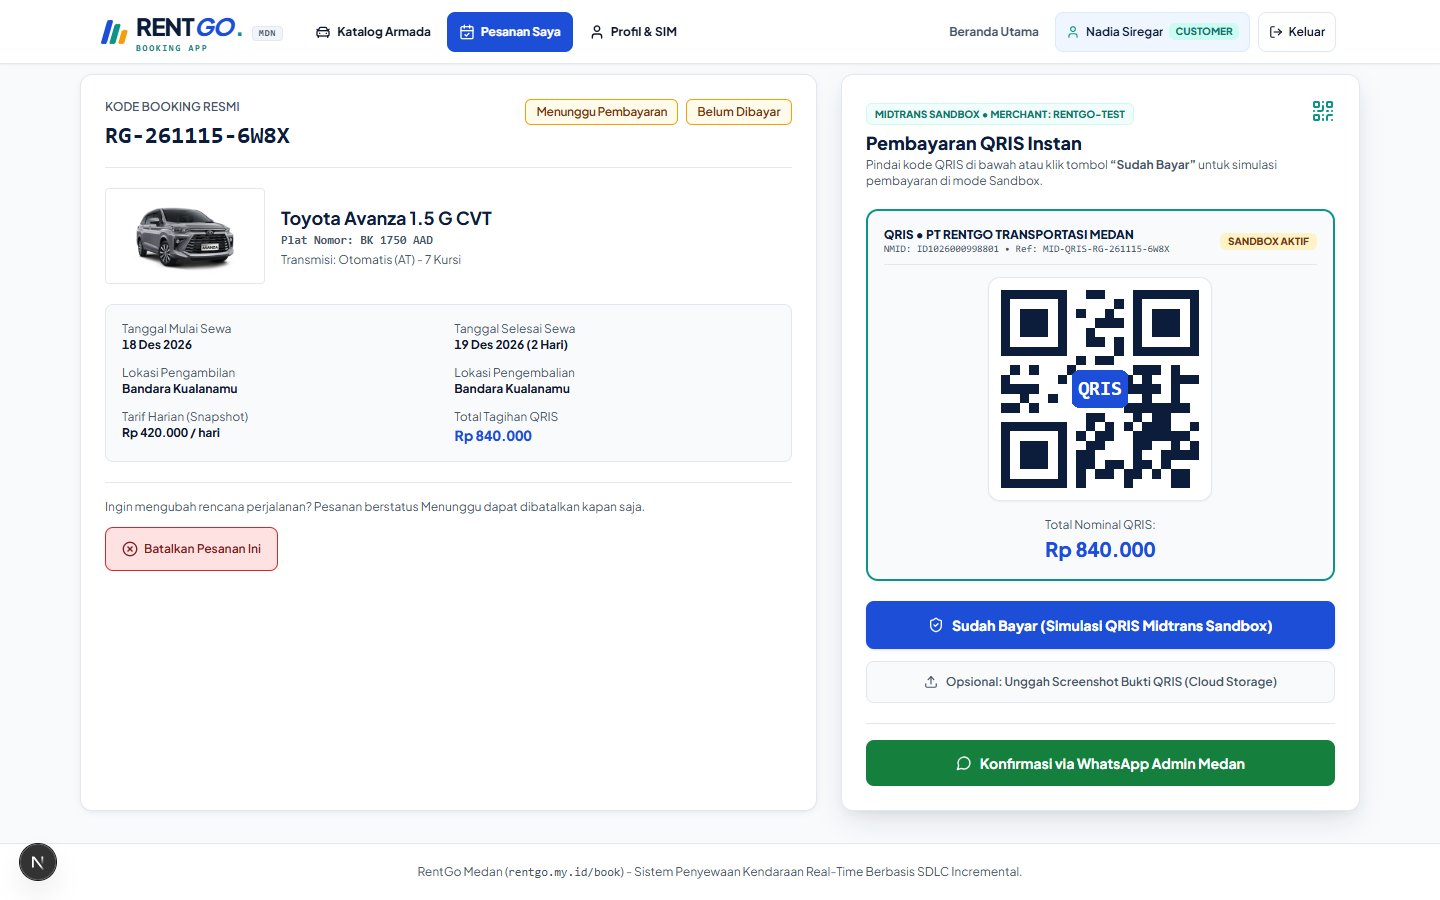 RENTGO.
BOOKING APP
MDN
Katalog Armada
Pesanan Saya
Profil & SIM
Beranda Utama
Nadia Siregar
CUSTOMER
Keluar
KODE BOOKING RESMI
RG-261115-6W8X
Menunggu Pembayaran
Belum Dibayar
Toyota Avanza 1.5 G CVT
Plat Nomor: BK 1750 AAD
Transmisi: Otomatis (AT) - 7 Kursi
Tanggal Mulai Sewa
18 Des 2026
Tanggal Selesai Sewa
19 Des 2026 (2 Hari)
Lokasi Pengambilan
Bandara Kualanamu
Lokasi Pengembalian
Bandara Kualanamu
Tarif Harian (Snapshot)
Rp 420.000 / hari
Total Tagihan QRIS
Rp 840.000
Ingin mengubah rencana perjalanan? Pesanan berstatus Menunggu dapat dibatalkan kapan saja.
Batalkan Pesanan Ini
MIDTRANS SANDBOX ● MERCHANT: RENTGO-TEST
Pembayaran QRIS Instan
Pindai kode QRIS di bawah atau klik tombol “Sudah Bayar” untuk simulasi
pembayaran di mode Sandbox.
QRIS ● PT RENTGO TRANSPORTASI MEDAN
NMID: ID1026000998801 • Ref: MID-QRIS-RG-261115-6W8X
SANDBOX AKTIF
QRIS
Total Nominal QRIS:
Rp 840.000
Sudah Bayar (Simulasi QRIS Midtrans Sandbox)
Opsional: Unggah Screenshot Bukti QRIS (Cloud Storage)
Konfirmasi via WhatsApp Admin Medan
N
RentGo Medan (rentgo.my.id/book) - Sistem Penyewaan Kendaraan Real-Time Berbasis SDLC Incremental.